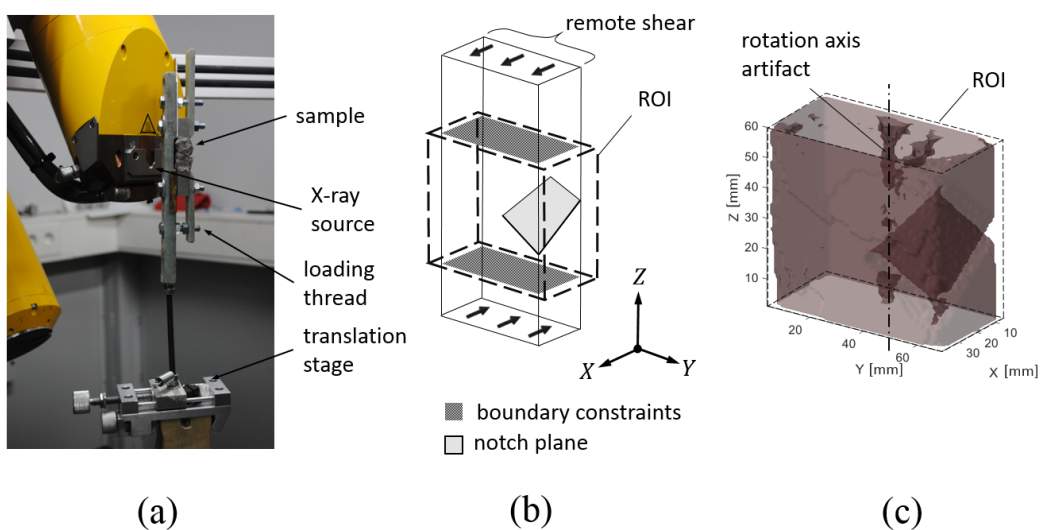 sample
X-ray
source
loading
thread
translation
stage
(a)
remote shear
ROI
Z
X
Y
boundary constraints
notch plane
(b)
rotation axis
artifact
ROI
60
50
40
30
20
10
Z [mm]
20
40
60
Y [mm]
10
20
30
X [mm]
(c)